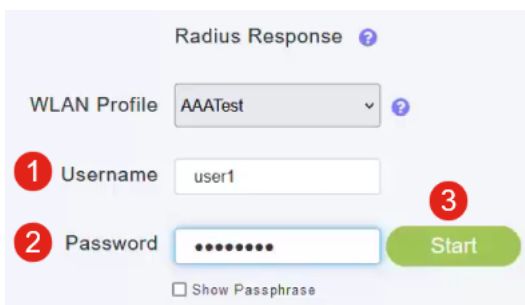 Radius Response ?
WLAN Profile AAATest ?
1 Username user1
3
2 Password •••••••• Start
Show Passphrase